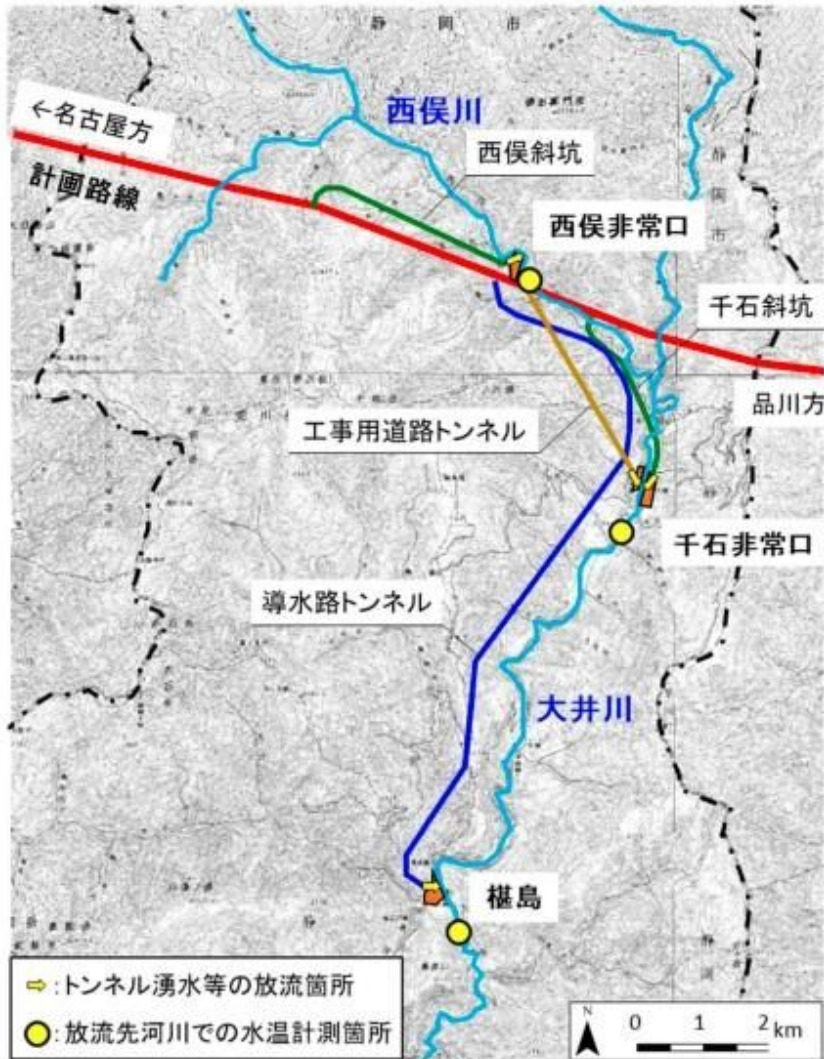 静岡市
西俣川
←名古屋方
計画路線
西俣斜坑
静岡市
西俣非常口
千石斜坑
品川方
工事用道路トンネル
千石非常口
導水路トンネル
大井川
椹島
静
静岡
:トンネル湧水等の放流箇所
:放流先河川での水温計測箇所
N
0 1 2
km